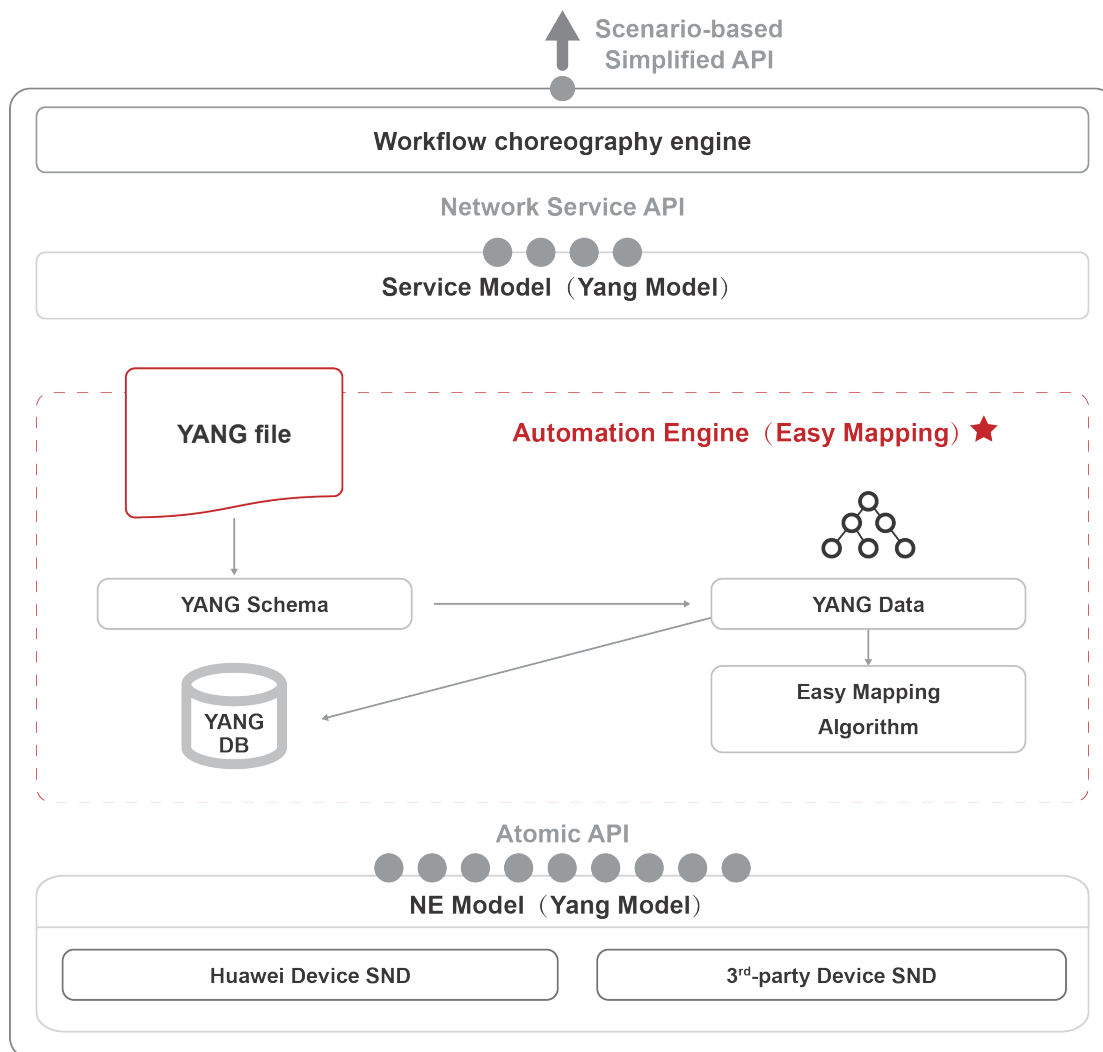 Scenario-based
Simplified API
Workflow choreography engine
Network Service API
Service Model（Yang Model）
YANG file
Automation Engine（Easy Mapping）
YANG Schema
YANG Data
YANG
DB
Easy Mapping
Algorithm
Atomic API
NE Model（Yang Model）
Huawei Device SND
3rd-party Device SND